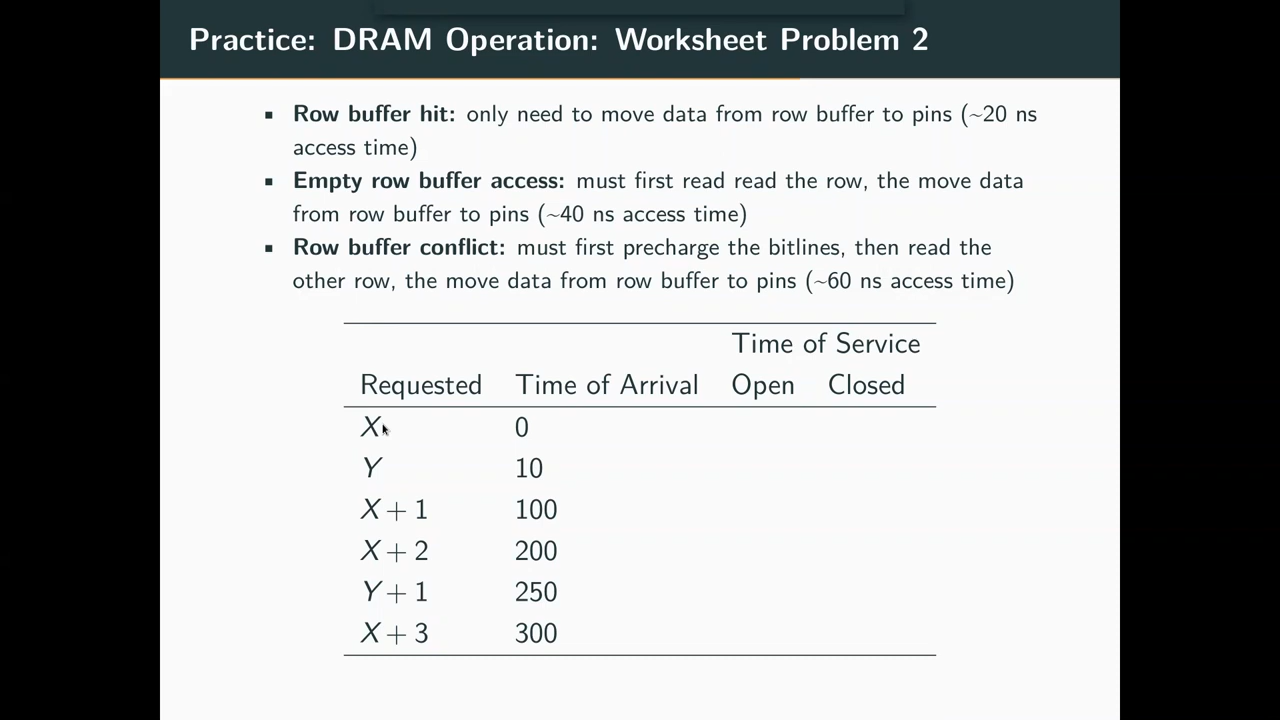 Practice: DRAM Operation: Worksheet Problem 2
▪ Row buffer hit: only need to move data from row buffer to pins (~20 ns
access time)
▪ Empty row buffer access: must first read read the row, the move data
from row buffer to pins (~40 ns access time)
▪ Row buffer conflict: must first precharge the bitlines, then read the
other row, the move data from row buffer to pins (~60 ns access time)
Time of Service
Requested Time of Arrival Open Closed
X 0
Y 10
X + 1 100
X + 2 200
Y + 1 250
X + 3 300